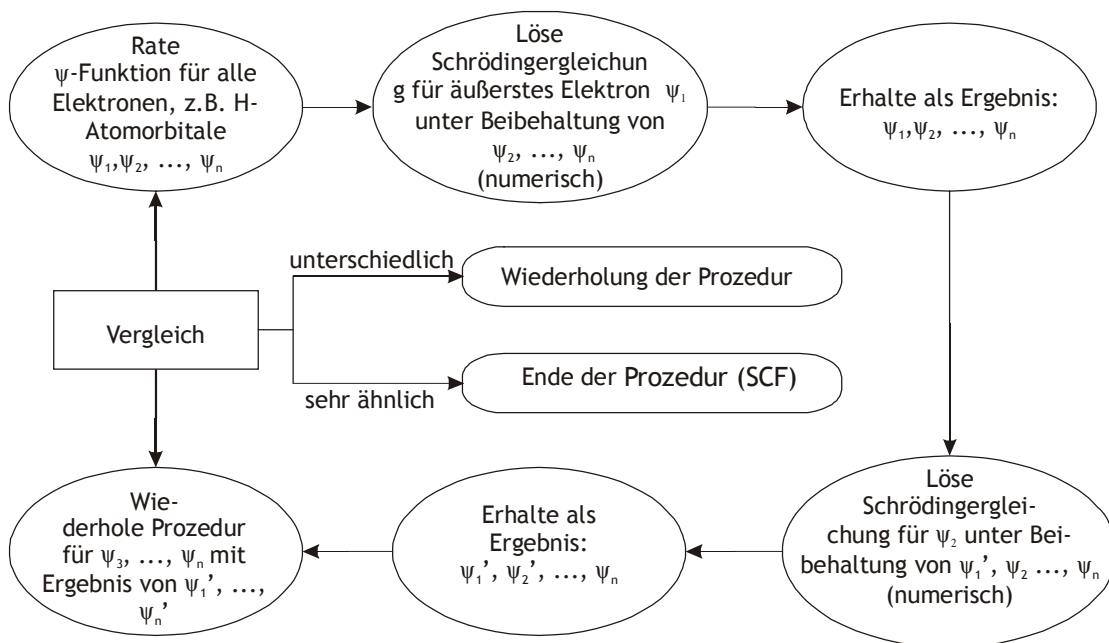 Rate
ψ-Funktion für alle
Elektronen, z.B. H-
Atomorbitale
ψ₁,ψ₂, ..., ψₙ
Löse
Schrödingergleichun
g für äußerstes Elektron ψ₁
unter Beibehaltung von
ψ₂, ..., ψₙ
(numerisch)
Erhalte als Ergebnis:
ψ₁,ψ₂, ..., ψₙ
unterschiedlich
Wiederholung der Prozedur
Vergleich
Ende der Prozedur (SCF)
sehr ähnlich
Wie-
derhole Prozedur
für ψ₃, ..., ψₙ mit
Ergebnis von ψ₁’, ...,
ψₙ’
Erhalte als
Ergebnis:
ψ₁’, ψ₂’, ..., ψₙ
Löse
Schrödingerglei-
chung für ψ₂ unter Bei-
behaltung von ψ₁’, ψ₂ ..., ψₙ
(numerisch)